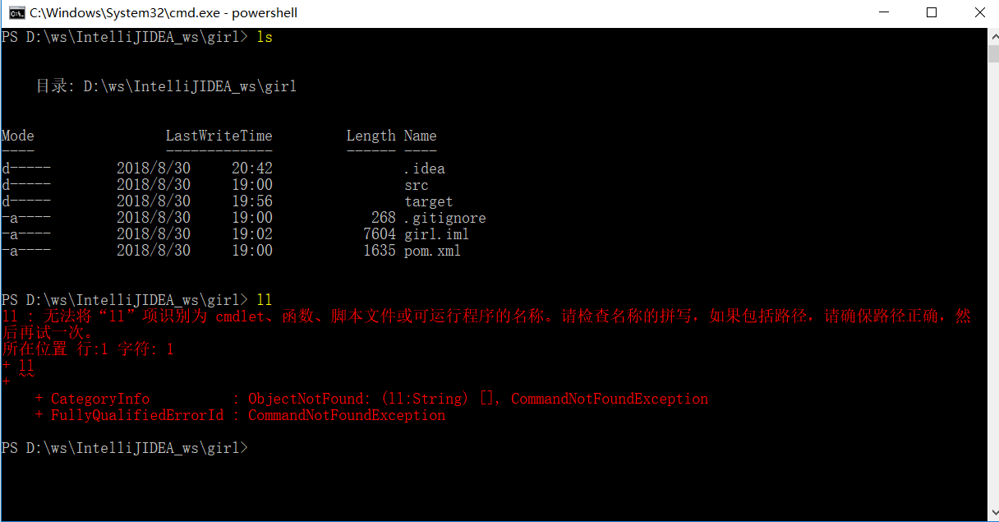 C:\Windows\System32\cmd.exe - powershell
PS D:\ws\IntelliJIDEA_ws\girl> ls
目录: D:\ws\IntelliJIDEA_ws\girl
Mode                LastWriteTime         Length Name
----                -------------         ------ ----
d-----        2018/8/30     20:42                .idea
d-----        2018/8/30     19:00                src
d-----        2018/8/30     19:56                target
-a----        2018/8/30     19:00            268 .gitignore
-a----        2018/8/30     19:02           7604 girl.iml
-a----        2018/8/30     19:00           1635 pom.xml
PS D:\ws\IntelliJIDEA_ws\girl> ll
ll : 无法将“ll”项识别为 cmdlet、函数、脚本文件或可运行程序的名称。请检查名称的拼写，如果包括路径，请确保路径正确，然
后再试一次。
所在位置 行:1 字符: 1
+ ll
+ ~~
    + CategoryInfo          : ObjectNotFound: (ll:String) [], CommandNotFoundException
    + FullyQualifiedErrorId : CommandNotFoundException
PS D:\ws\IntelliJIDEA_ws\girl>